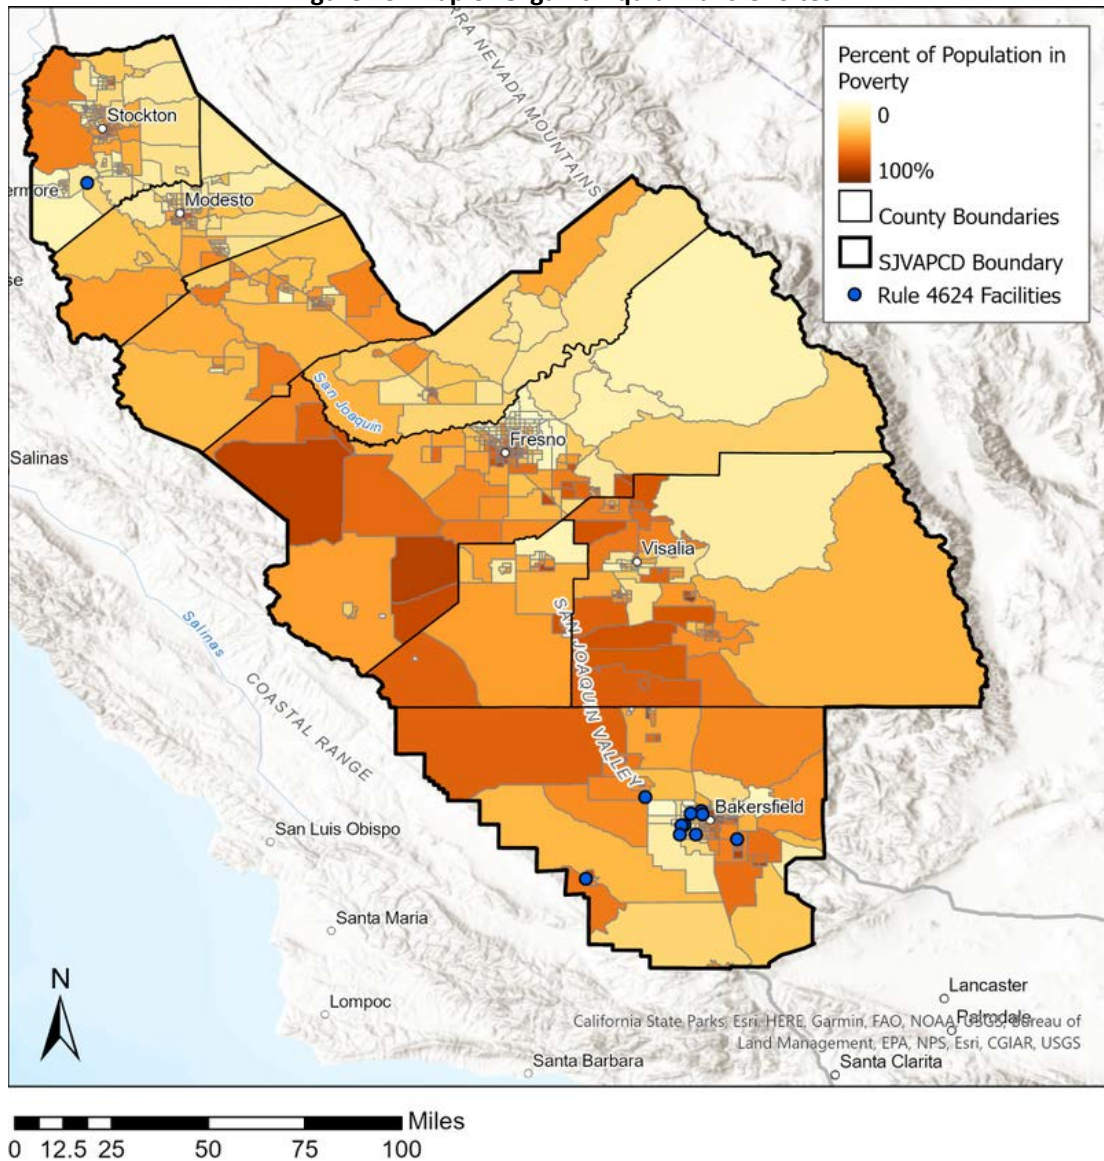 RRA NEVADA MOUNTAINS
Percent of Population in
Poverty
0
100%
County Boundaries
SJVAPCD Boundary
Rule 4624 Facilities
Stockton
ermore
Modesto
se
San Joaquin
Fresno
Salinas
Visalia
SAN JOAQUIN VALLEY
Salinas
COASTAL RANGE
Bakersfield
San Luis Obispo
Santa Maria
N
Lompoc
Lancaster
Palmdale
California State Parks, Esri, HERE, Garmin, FAO, NOAA, USGS, Bureau of
Land Management, EPA, NPS, Esri, CGIAR, USGS
Santa Barbara
Santa Clarita
Miles
0 12.5 25 50 75 100